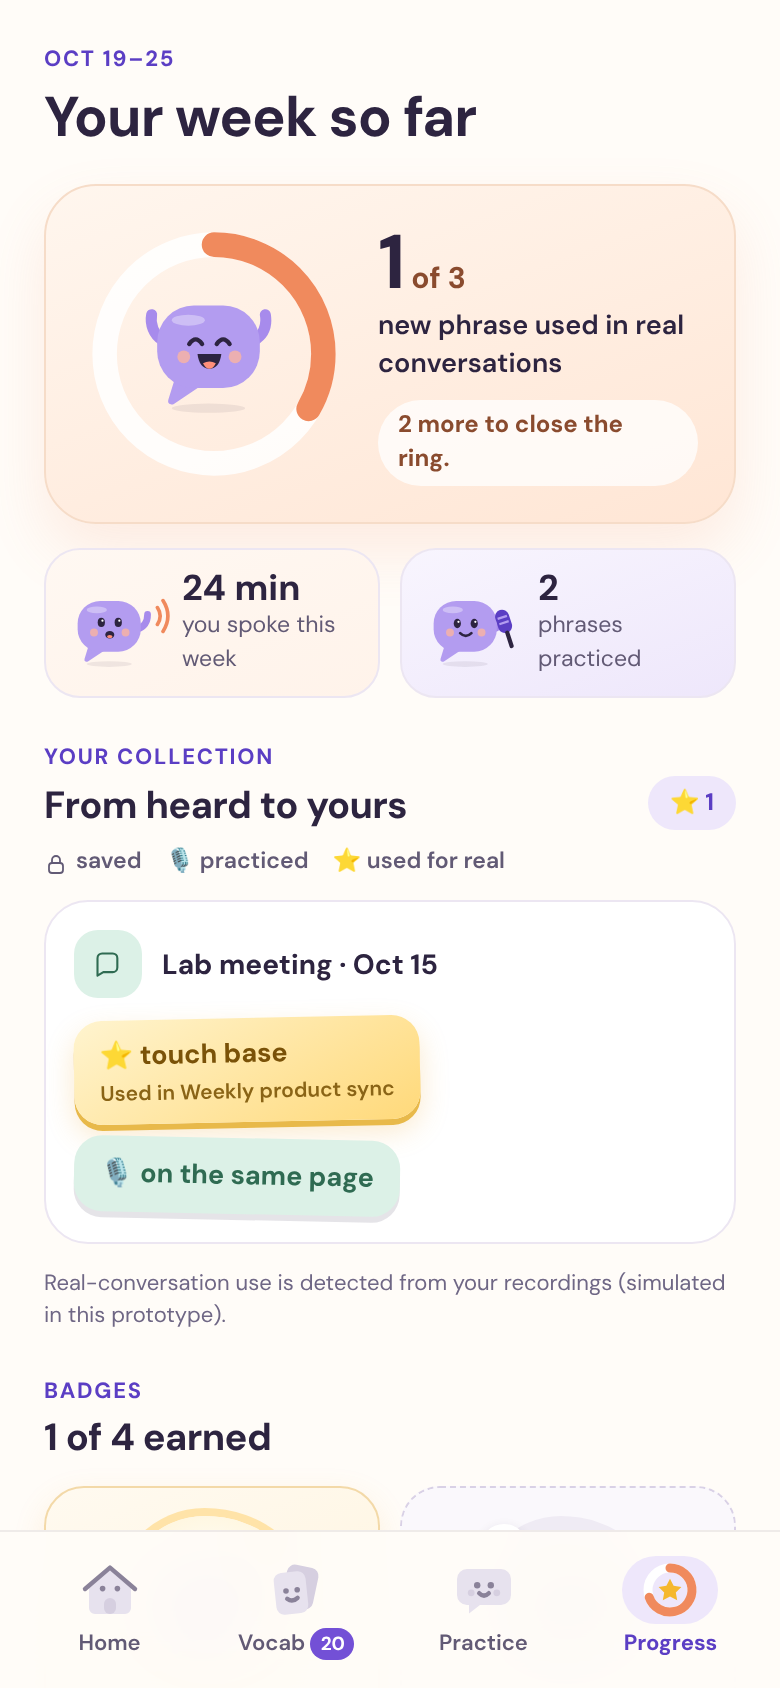 OCT 19–25
Your week so far
1 of 3
new phrase used in real
conversations
2 more to close the
ring.
24 min
you spoke this
week
2
phrases
practiced
YOUR COLLECTION
From heard to yours
⭐ 1
saved 🎙️ practiced ⭐ used for real
Lab meeting · Oct 15
⭐ touch base
Used in Weekly product sync
🎙️ on the same page
Real-conversation use is detected from your recordings (simulated
in this prototype).
BADGES
1 of 4 earned
Home
Vocab 20
Practice
Progress